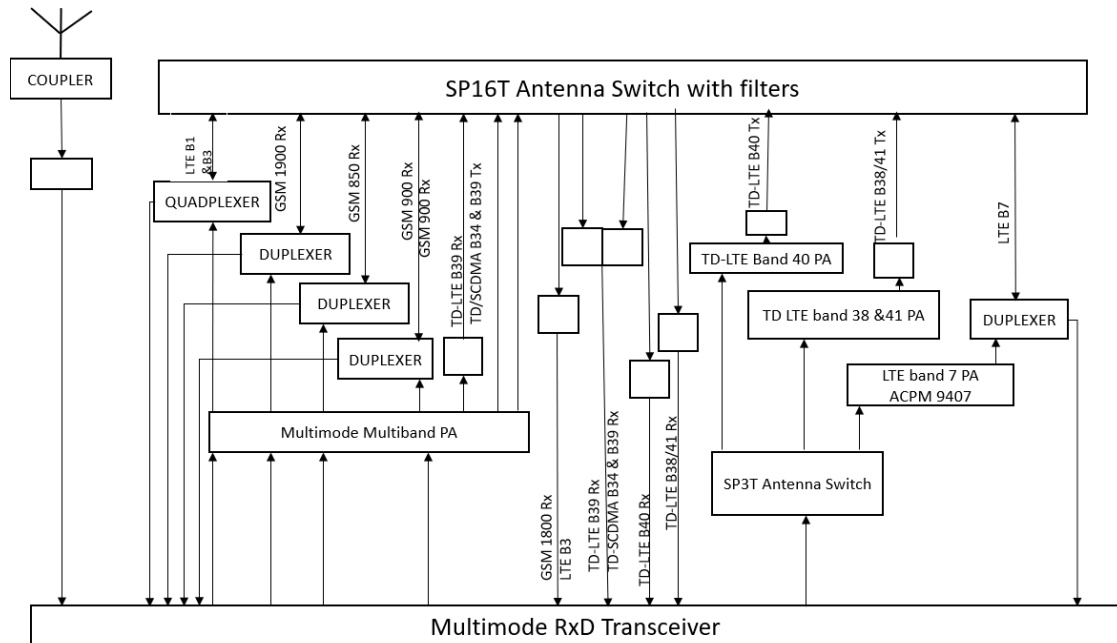 COUPLER
SP16T Antenna Switch with filters
LTE B1
&B3
GSM 1900 Rx
GSM 850 Rx
GSM 900 Rx
GSM 900 Rx
TD-LTE B39 Rx
TD/SCDMA B34 & B39 Tx
TD-LTE B40 Tx
TD-LTE B38/41 Tx
LTE B7
QUADPLEXER
DUPLEXER
DUPLEXER
DUPLEXER
TD-LTE Band 40 PA
TD LTE band 38 &41 PA
DUPLEXER
LTE band 7 PA
ACPM 9407
Multimode Multiband PA
GSM 1800 Rx
LTE B3
TD-LTE B39 Rx
TD-SCDMA B34 & B39 Rx
TD-LTE B40 Rx
TD-LTE B38/41 Rx
SP3T Antenna Switch
Multimode RxD Transceiver